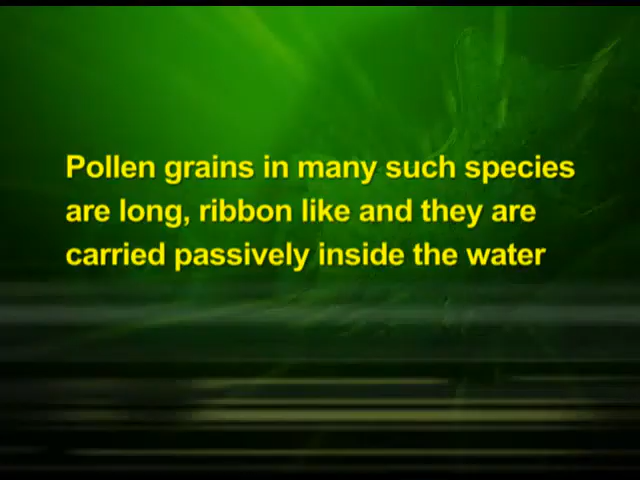 Pollen grains in many such species
are long, ribbon like and they are
carried passively inside the water